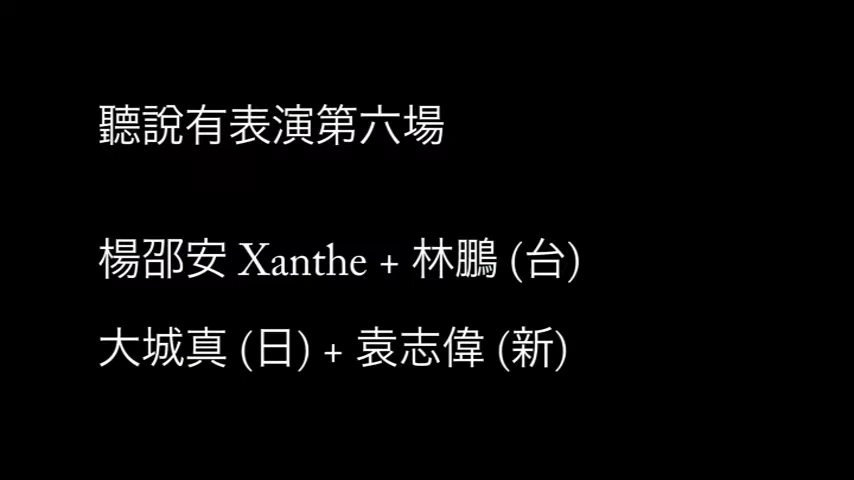 聽說有表演第六場
楊邵安 Xanthe + 林鵬 (台)
大城真 (日) + 袁志偉 (新)